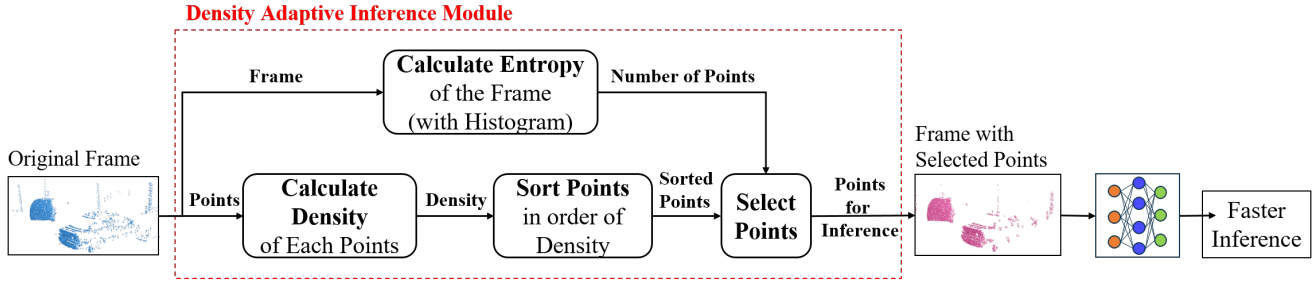 Density Adaptive Inference Module
Frame
Calculate Entropy
of the Frame
(with Histogram)
Number of Points
Original Frame
Points
Calculate
Density
of Each Points
Density
Sort Points
in order of
Density
Sorted
Points
Select
Points
Points
for
Inference
Frame with
Selected Points
Faster
Inference